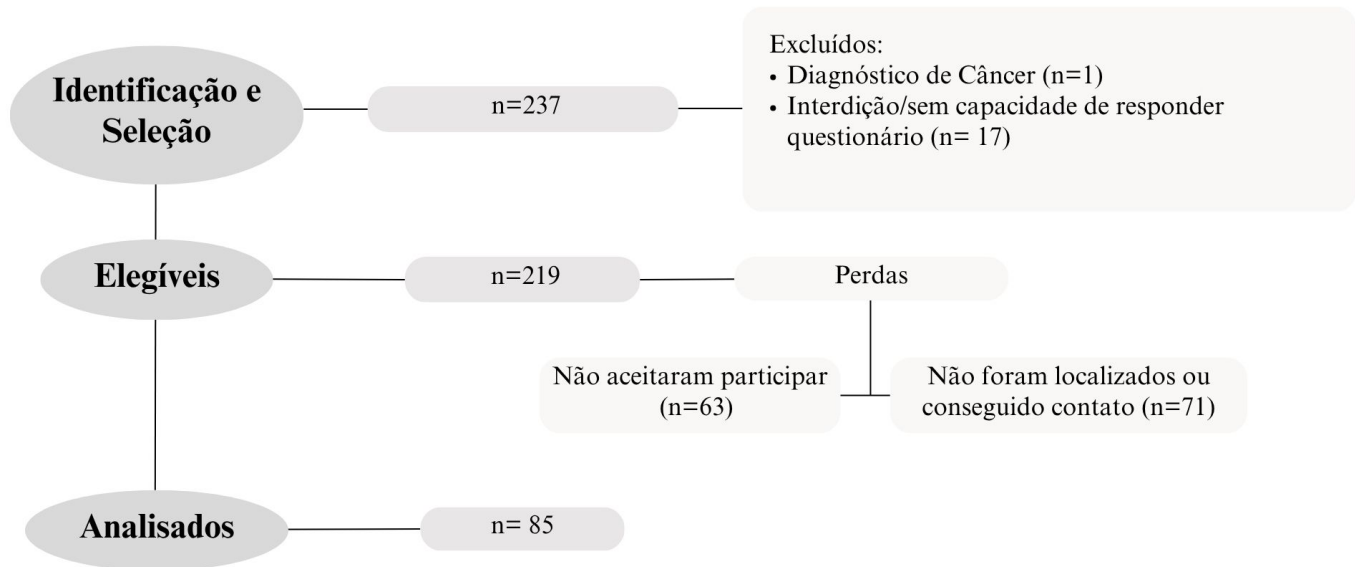 Identificação e
Seleção
n=237
Excluídos:
• Diagnóstico de Câncer (n=1)
• Interdição/sem capacidade de responder
questionário (n= 17)
Elegíveis
n=219
Perdas
Não aceitaram participar
(n=63)
Não foram localizados ou
conseguido contato (n=71)
Analisados
n= 85